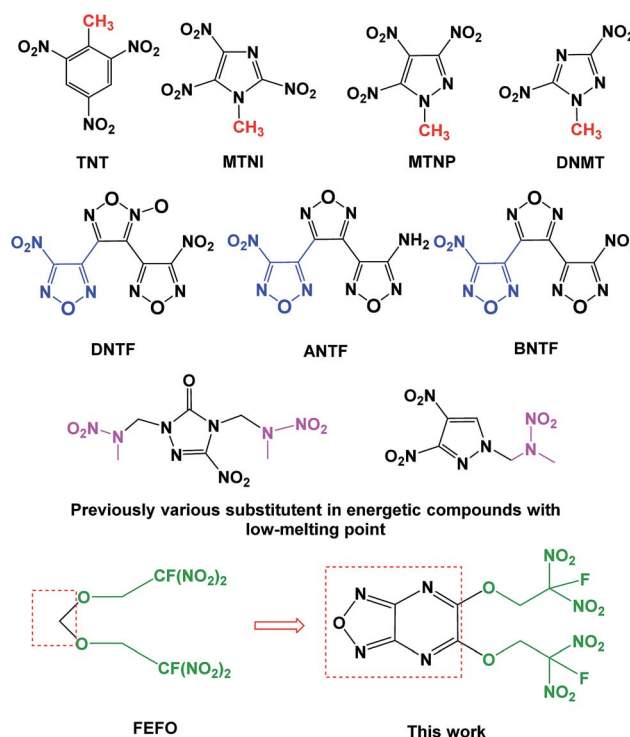 CH₃
O₂N NO₂
NO₂
TNT
O₂N N
O₂N N NO₂
CH₃
MTNI
O₂N NO₂
O₂N N N
CH₃
MTNP
NO₂
N
O₂N N N
CH₃
DNMT
O
N N O
O₂N NO₂
N N N N
O O
DNTF
O
N N
O₂N NH₂
N N N N
O O
ANTF
O
N N
O₂N NO
N N N N
O O
BNTF
O
O₂N N N N N NO₂
N NO₂
O₂N NO₂
O₂N N N N
Previously various substitutent in energetic compounds with
low-melting point
CF(NO₂)₂
O
O
CF(NO₂)₂
FEFO
NO₂
F
N N O NO₂
O NO₂
N N O F
NO₂
This work